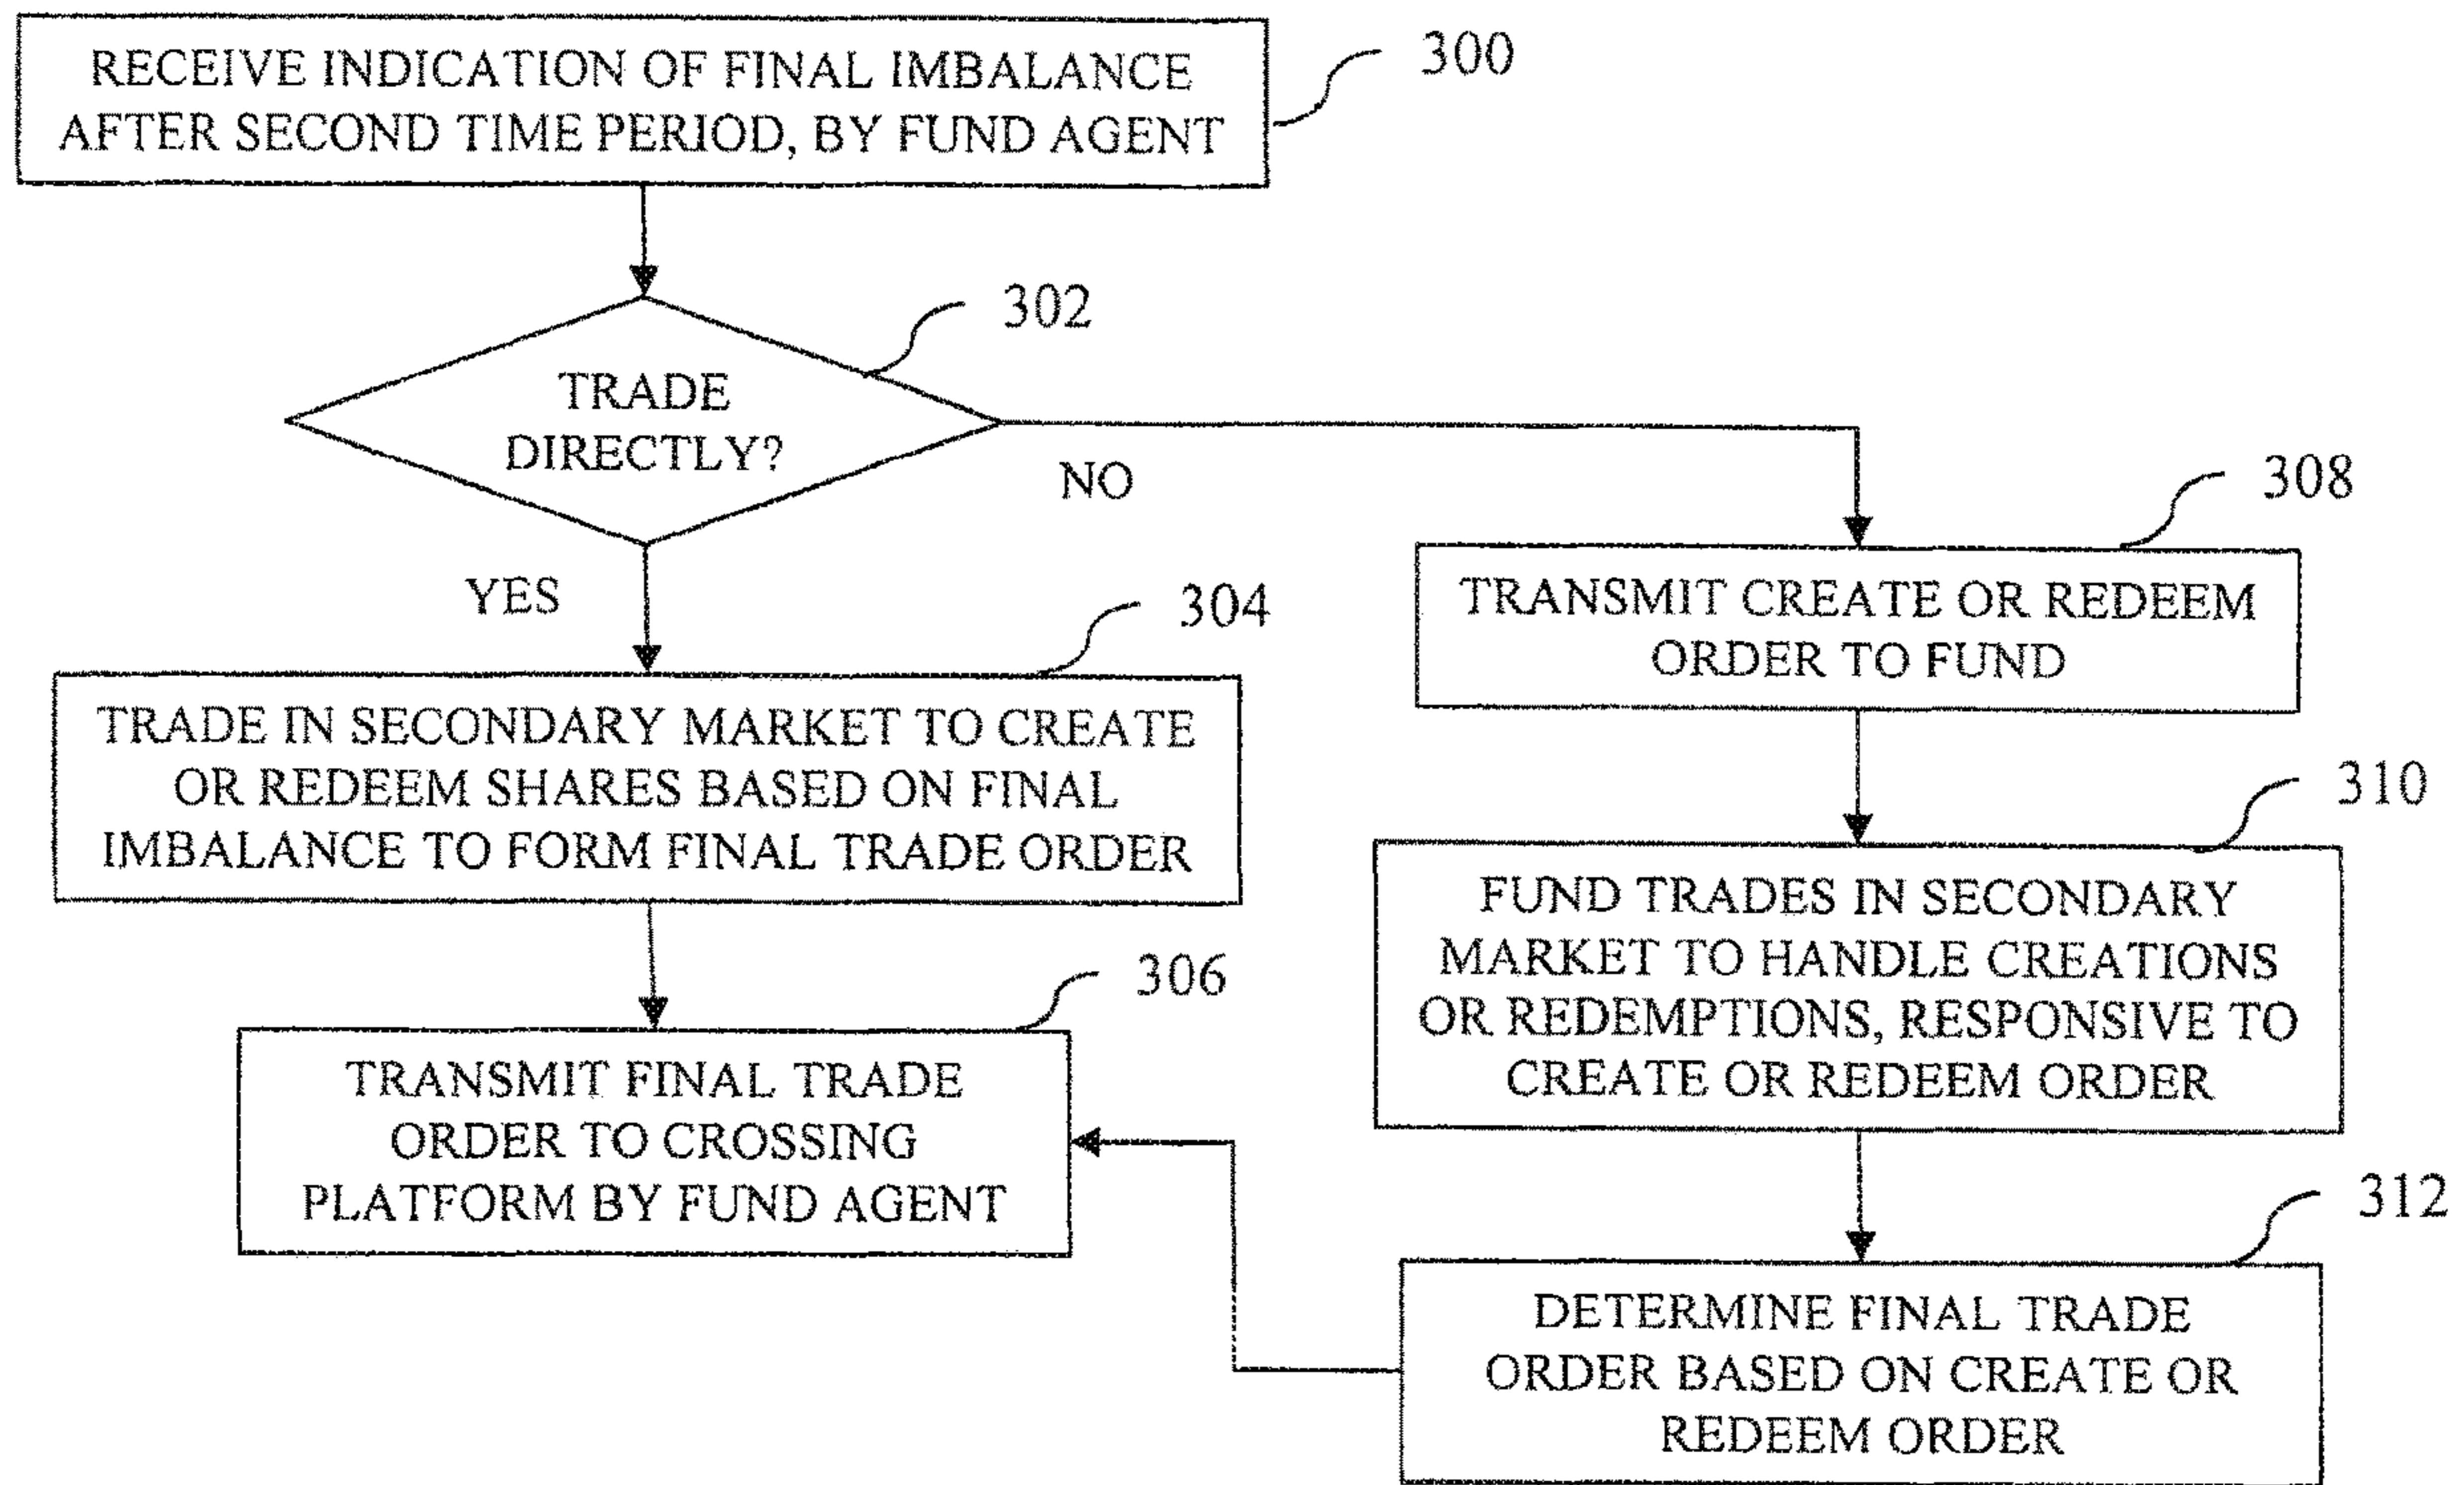 RECEIVE INDICATION OF FINAL IMBALANCE
AFTER SECOND TIME PERIOD, BY FUND AGENT
300
302
TRADE
DIRECTLY?
NO
YES
304
TRADE IN SECONDARY MARKET TO CREATE
OR REDEEM SHARES BASED ON FINAL
IMBALANCE TO FORM FINAL TRADE ORDER
306
TRANSMIT FINAL TRADE
ORDER TO CROSSING
PLATFORM BY FUND AGENT
308
TRANSMIT CREATE OR REDEEM
ORDER TO FUND
310
FUND TRADES IN SECONDARY
MARKET TO HANDLE CREATIONS
OR REDEMPTIONS, RESPONSIVE TO
CREATE OR REDEEM ORDER
312
DETERMINE FINAL TRADE
ORDER BASED ON CREATE OR
REDEEM ORDER